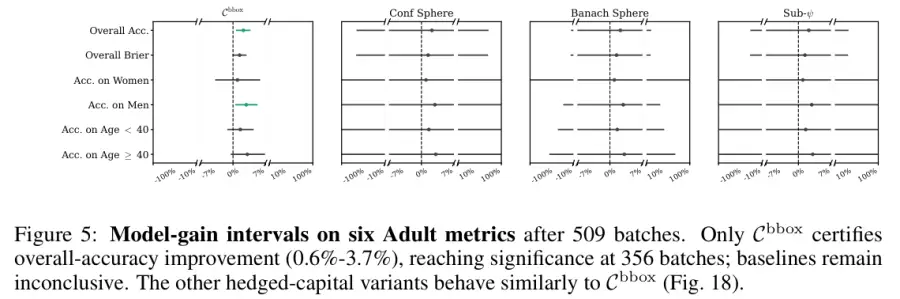 C^bbox
Conf Sphere
Banach Sphere
Sub-ψ
Overall Acc.
Overall Brier
Acc. on Women
Acc. on Men
Acc. on Age < 40
Acc. on Age ≥ 40
-100% -10% -7% 0% 7% 10% 100%
-100% -10% -7% 0% 7% 10% 100%
-100% -10% -7% 0% 7% 10% 100%
-100% -10% -7% 0% 7% 10% 100%
Figure 5: Model-gain intervals on six Adult metrics after 509 batches. Only C^bbox certifies
overall-accuracy improvement (0.6%-3.7%), reaching significance at 356 batches; baselines remain
inconclusive. The other hedged-capital variants behave similarly to C^bbox (Fig. 18).